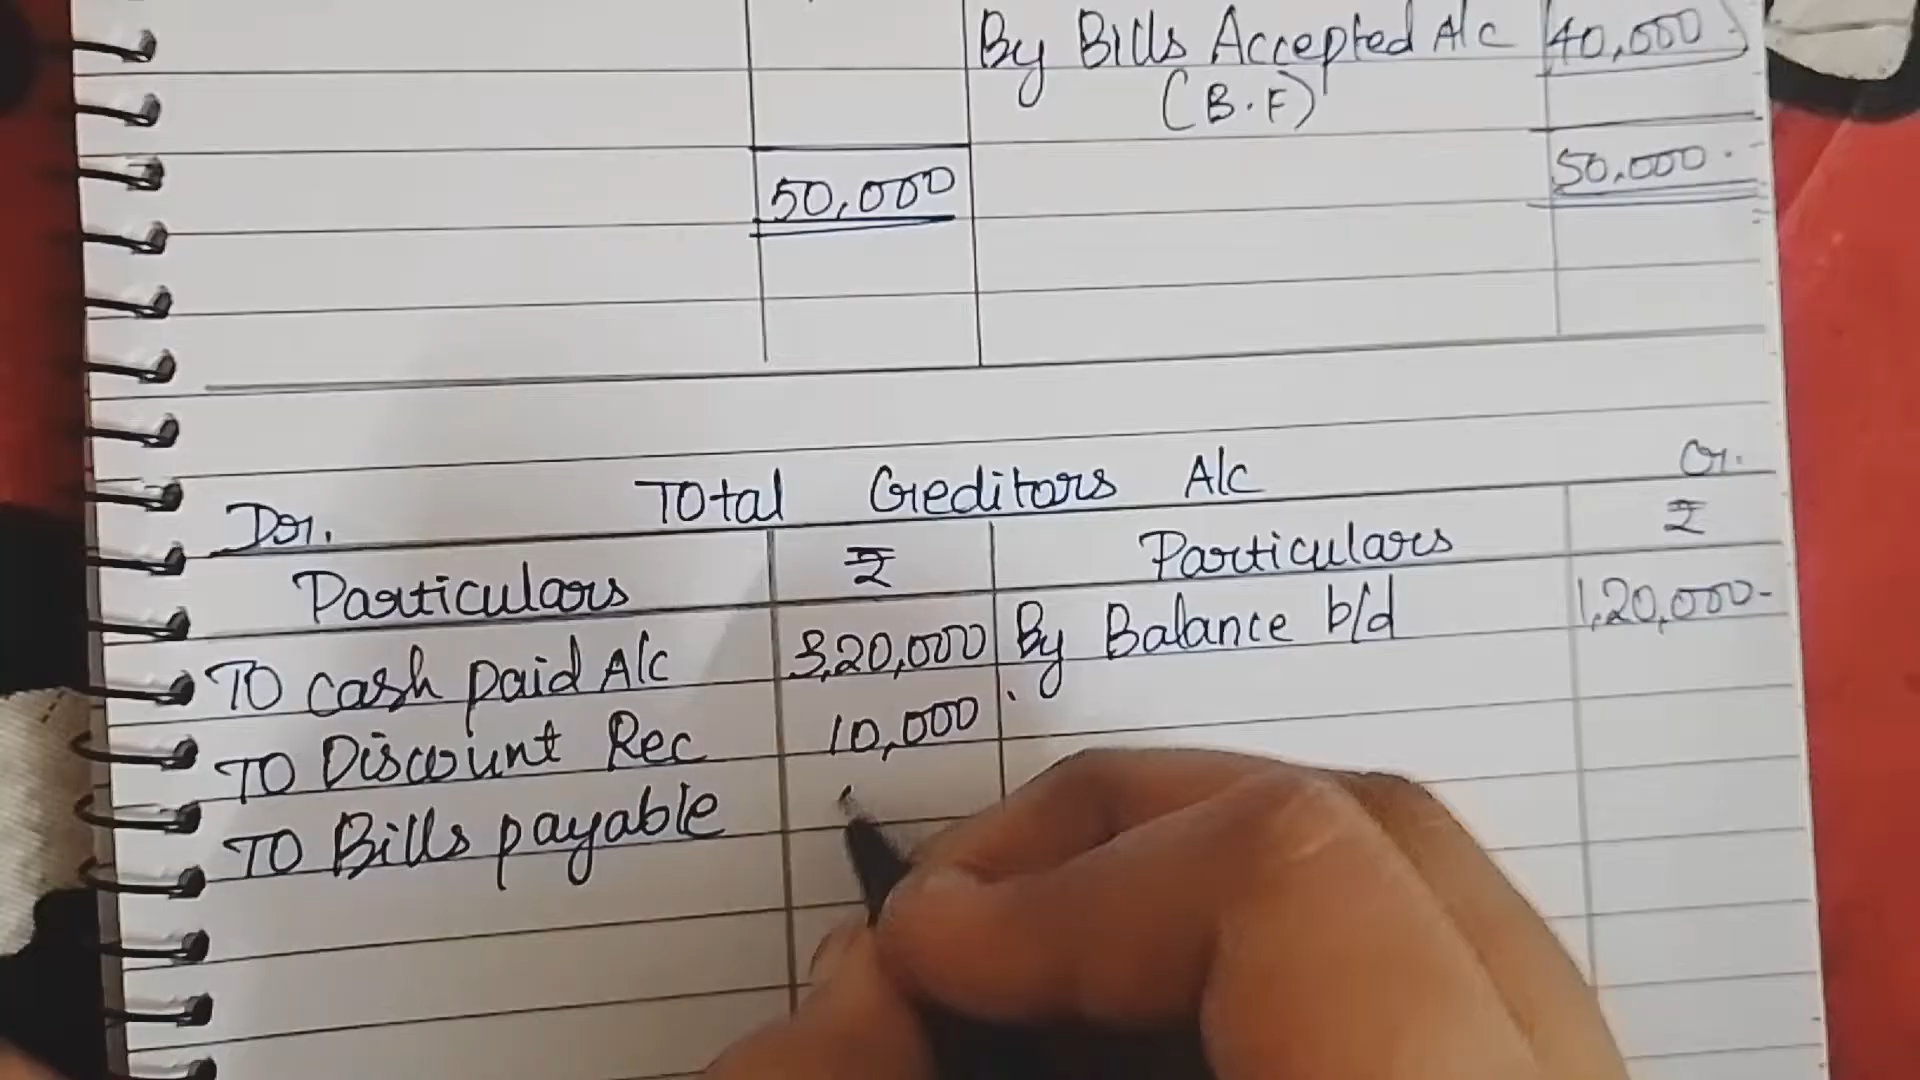 By Bills Accepted A/c 40,000
(B.F)
50,000 50,000
Total Creditors A/c
Dr. Cr.
Particulars ₹ Particulars ₹
To cash paid A/c 3,20,000 By Balance b/d 1,20,000
To Discount Rec 10,000
To Bills payable